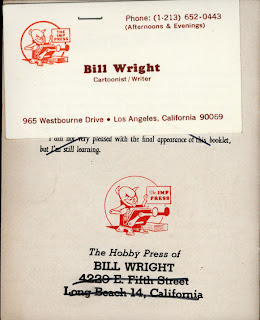 THE IMP
PRESS
Phone: (1-213) 652-0443
(Afternoons & Evenings)
Bill Wright
Cartoonist / Writer
965 Westbourne Drive • Los Angeles, California 90069
I am not very pleased with the final appearance of this booklet,
but I'm still learning.
The IMP
PRESS
The Hobby Press of
BILL WRIGHT
4229 E. Fifth Street
Long Beach 14, California